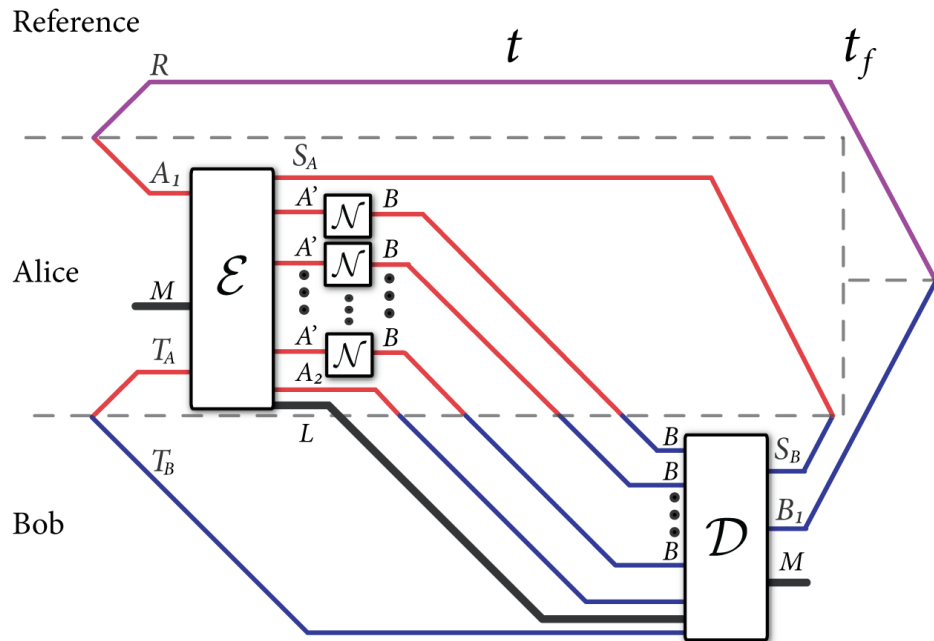 Reference
t
t_f
R
A_1
S_A
A' N B
A' N B
Alice
E
M
A' N B
T_A
A_2
L
B
S_B
T_B
B
B_1
Bob
D
B
M